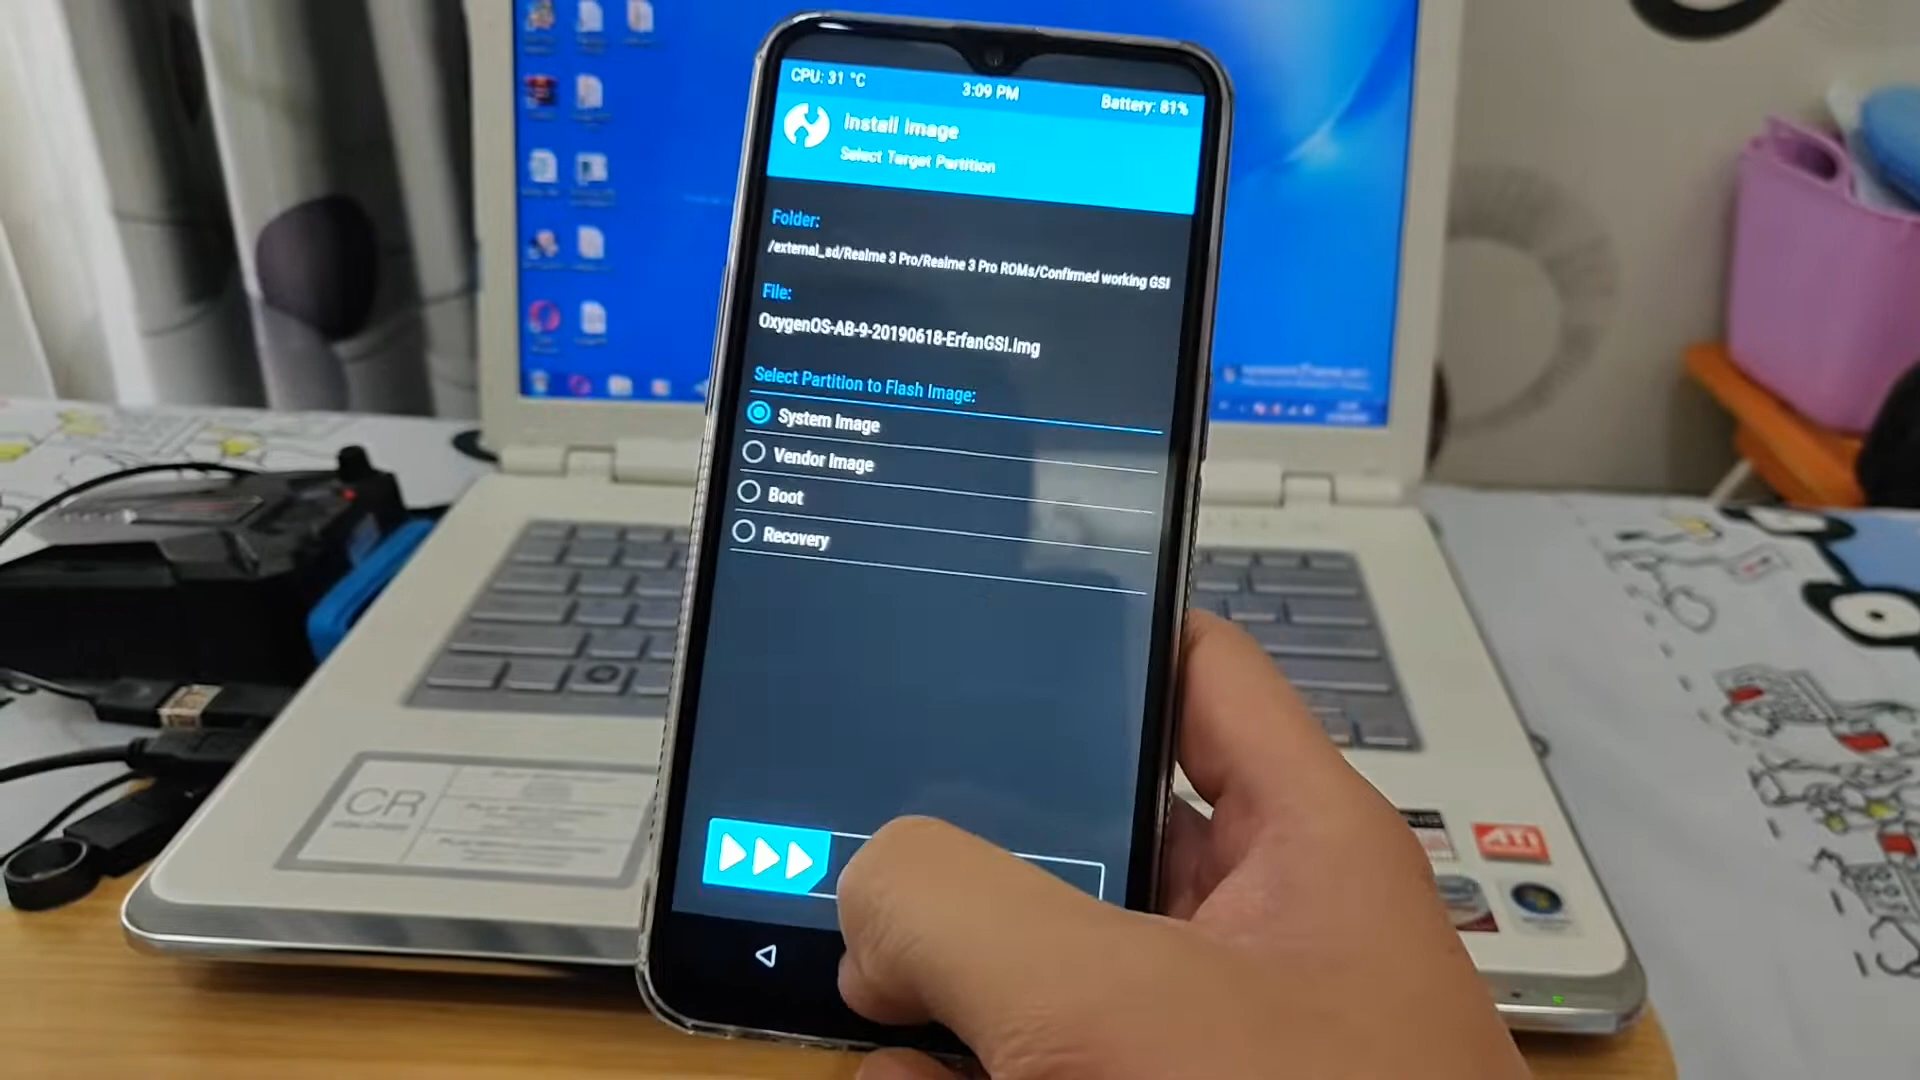 CPU: 31 °C
3:09 PM
Battery: 81%
Install Image
Select Target Partition
Folder:
/external_sd/Realme 3 Pro/Realme 3 Pro ROMs/Confirmed working GSI
File:
OxygenOS-AB-9-20190618-ErfanGSI.img
Select Partition to Flash Image:
System Image
Vendor Image
Boot
Recovery
CR
ATI